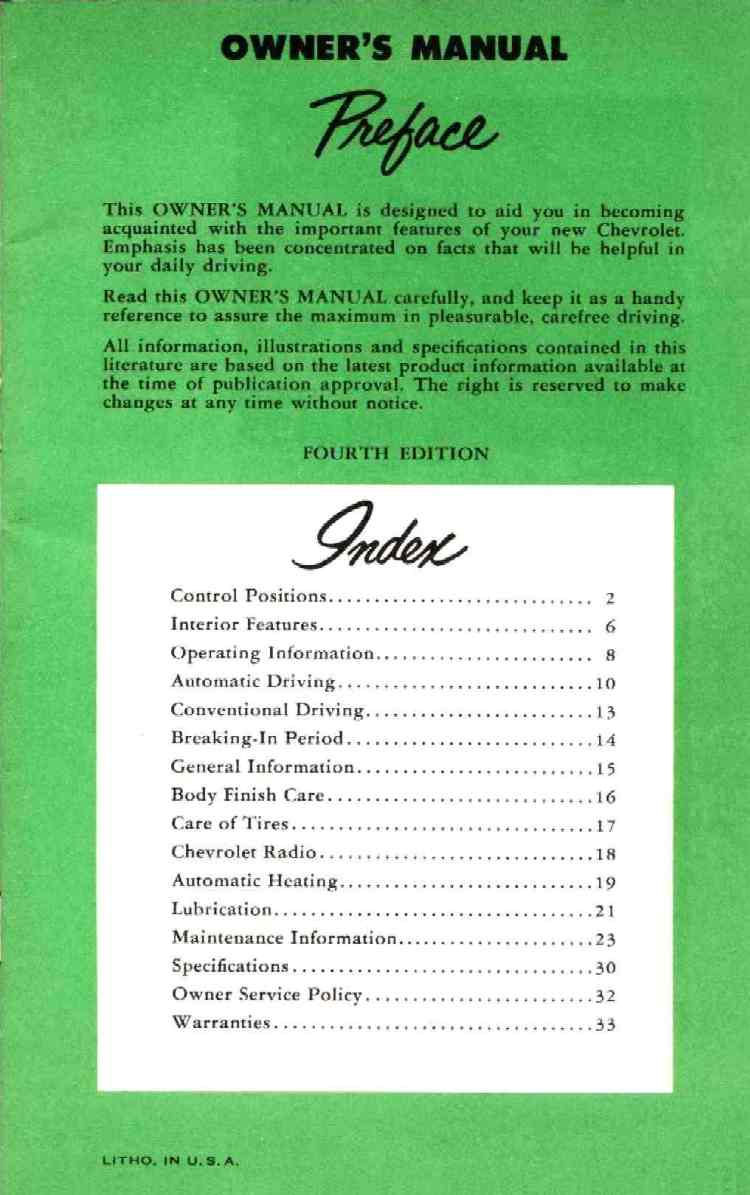 OWNER'S MANUAL
Preface
This OWNER'S MANUAL is designed to aid you in becoming
acquainted with the important features of your new Chevrolet.
Emphasis has been concentrated on facts that will be helpful in
your daily driving.
Read this OWNER'S MANUAL carefully, and keep it as a handy
reference to assure the maximum in pleasurable, carefree driving.
All information, illustrations and specifications contained in this
literature are based on the latest product information available at
the time of publication approval. The right is reserved to make
changes at any time without notice.
FOURTH EDITION
Index
Control Positions............................. 2
Interior Features.............................. 6
Operating Information........................ 8
Automatic Driving............................10
Conventional Driving.........................13
Breaking-In Period...........................14
General Information..........................15
Body Finish Care.............................16
Care of Tires.................................17
Chevrolet Radio..............................18
Automatic Heating............................19
Lubrication...................................21
Maintenance Information.....................23
Specifications.................................30
Owner Service Policy.........................32
Warranties...................................33
LITHO. IN U.S.A.